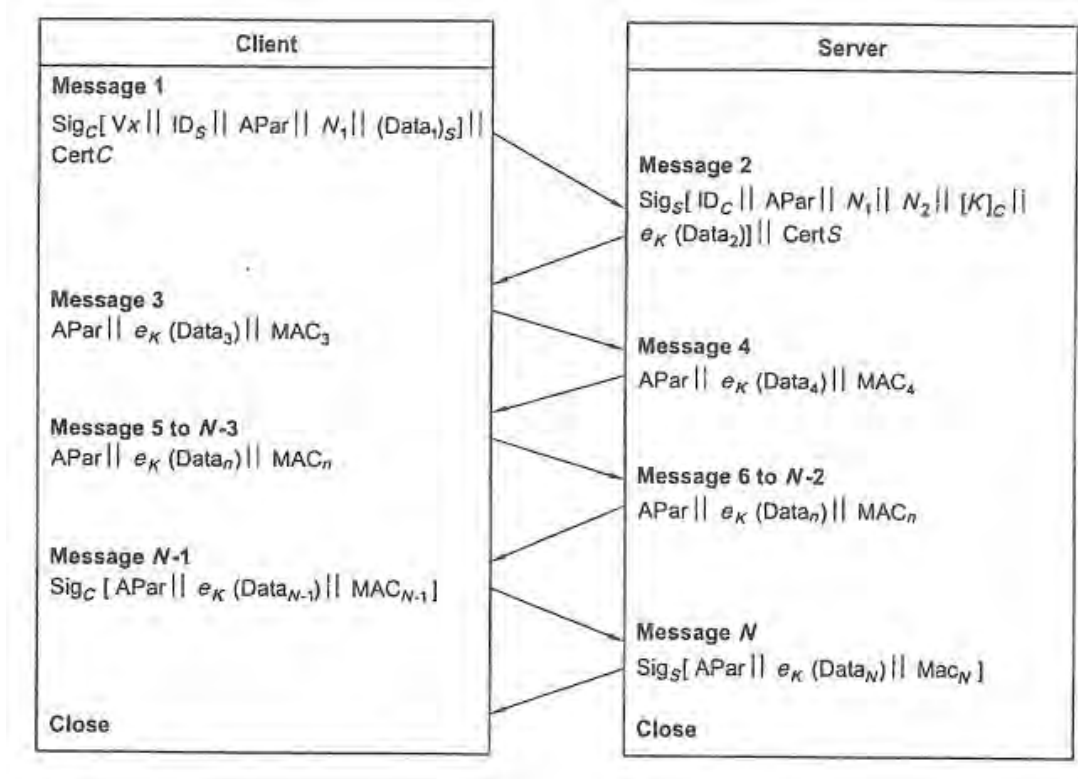 Client
Message 1
Sig_C[ Vx || ID_S || APar || N_1 || (Data_1)_S] ||
CertC
Message 3
APar || e_K (Data_3) || MAC_3
Message 5 to N-3
APar || e_K (Data_n) || MAC_n
Message N-1
Sig_C [ APar || e_K (Data_N-1) || MAC_N-1 ]
Close
Server
Message 2
Sig_S[ ID_C || APar || N_1 || N_2 || [K]_C ||
e_K (Data_2)] || CertS
Message 4
APar || e_K (Data_4) || MAC_4
Message 6 to N-2
APar || e_K (Data_n) || MAC_n
Message N
Sig_S[ APar || e_K (Data_N) || Mac_N ]
Close